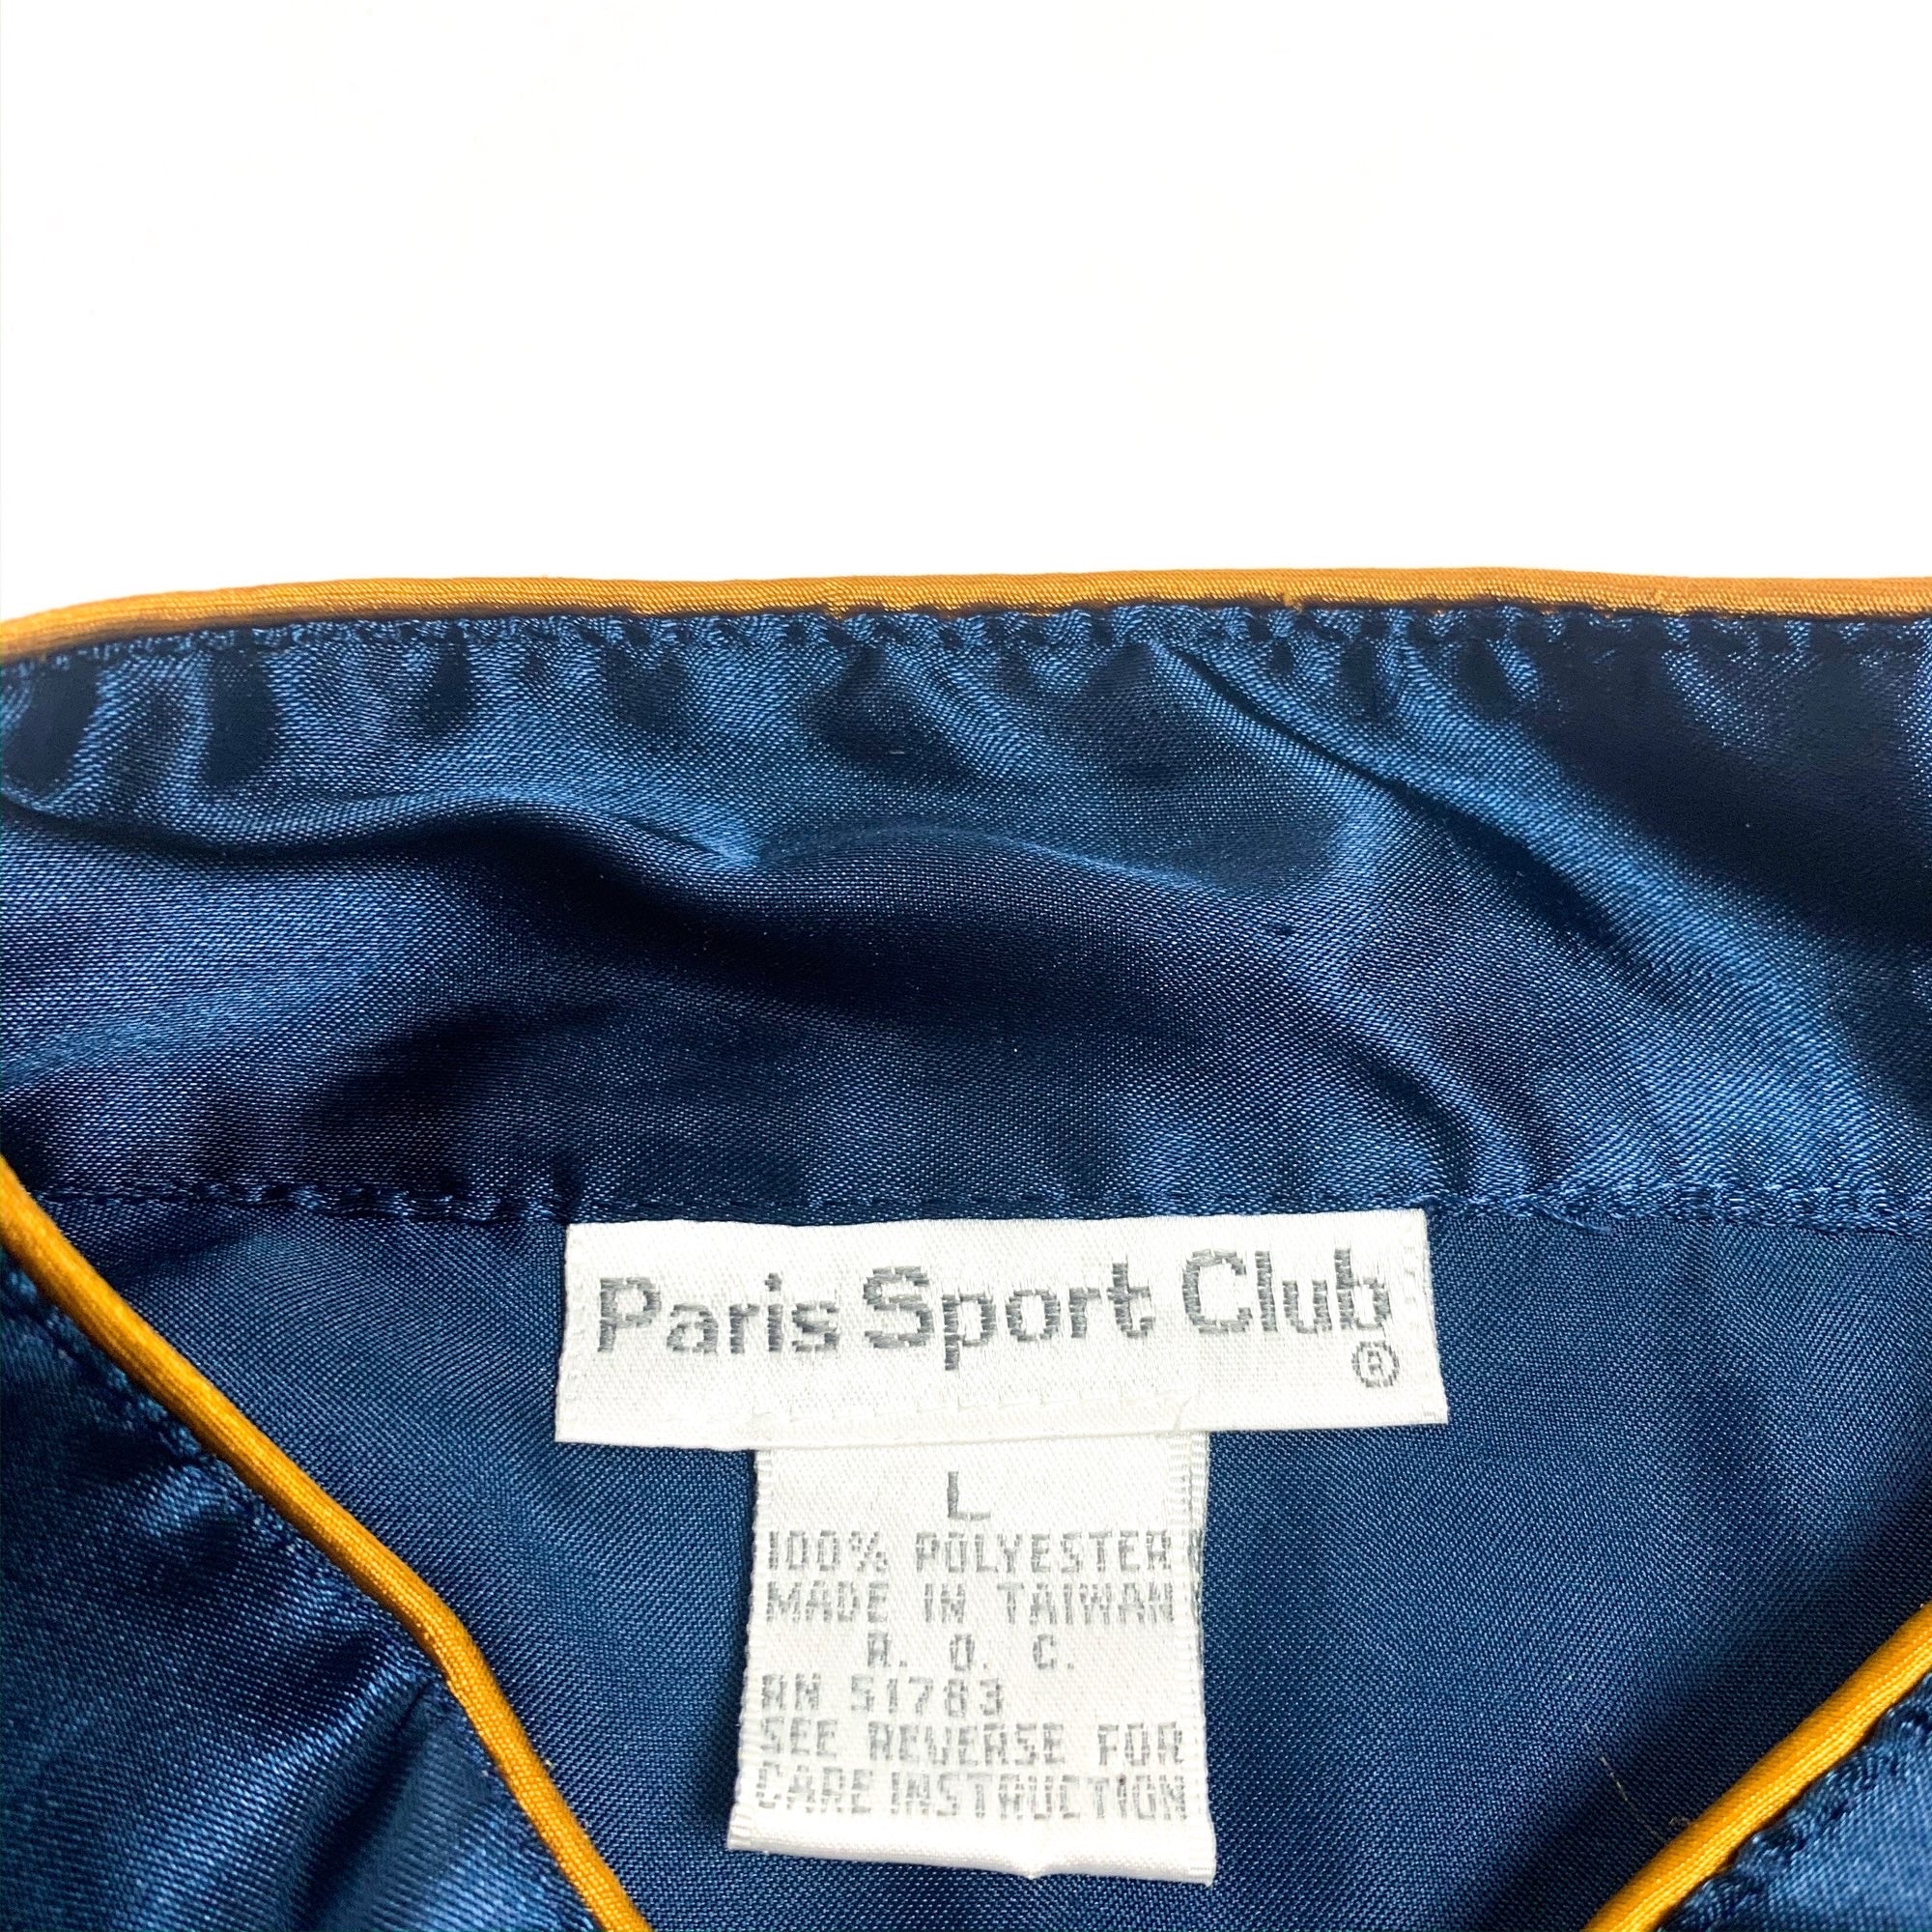 Paris Sport Club
®
L
100% POLYESTER
MADE IN TAIWAN
R. O. C.
RN 51783
SEE REVERSE FOR
CARE INSTRUCTION